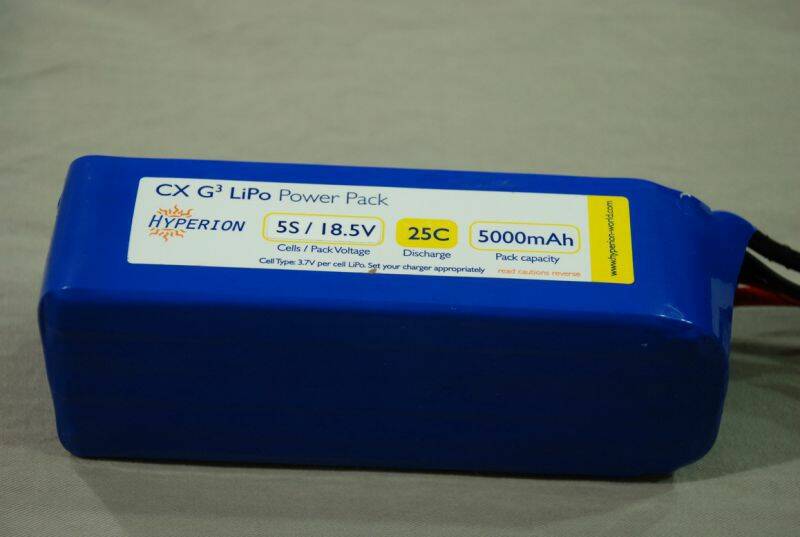 CX G³ LiPo Power Pack
HYPERION
5S / 18.5V
Cells / Pack Voltage
25C
Discharge
5000mAh
Pack capacity
Cell Type: 3.7V per cell LiPo. Set your charger appropriately
read cautions reverse
www.hyperion-world.com